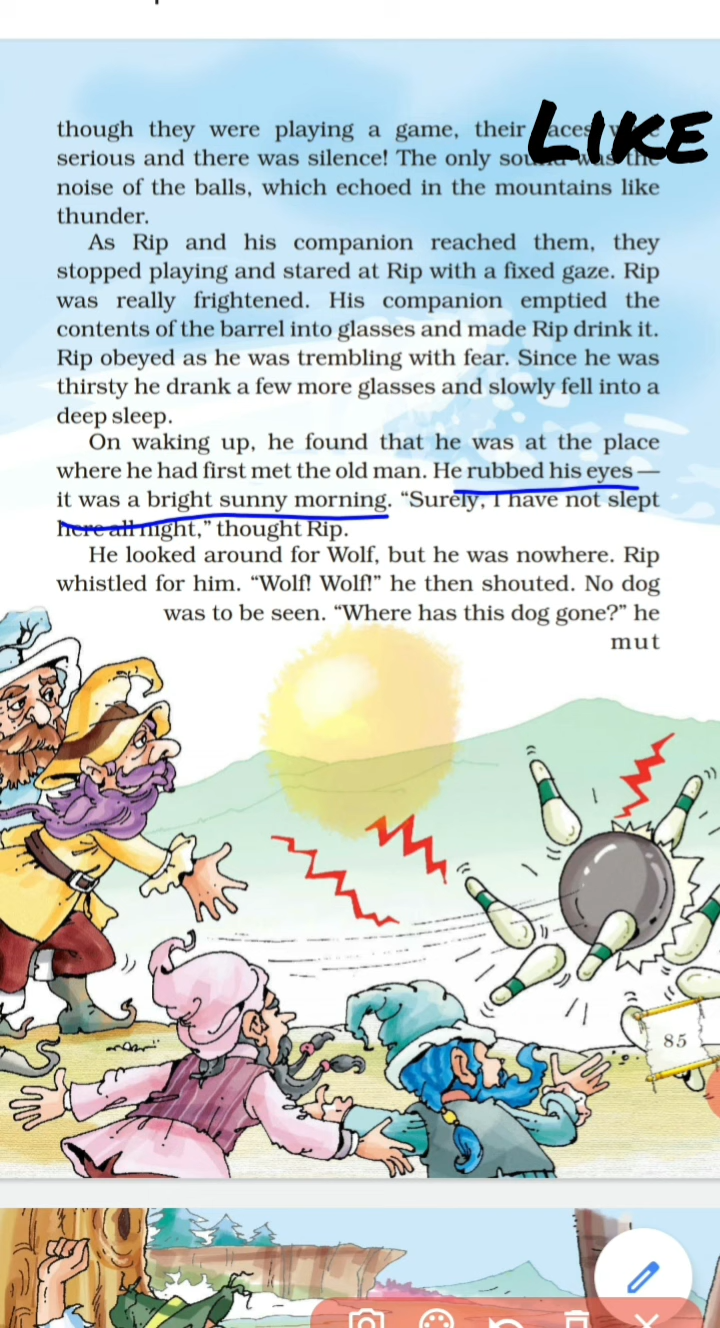 LIKE
though they were playing a game, their
serious and there was silence! The only was the
noise of the balls, which echoed in the mountains like
thunder.
As Rip and his companion reached them, they
stopped playing and stared at Rip with a fixed gaze. Rip
was really frightened. His companion emptied the
contents of the barrel into glasses and made Rip drink it.
Rip obeyed as he was trembling with fear. Since he was
thirsty he drank a few more glasses and slowly fell into a
deep sleep.
On waking up, he found that he was at the place
where he had first met the old man. He rubbed his eyes—
it was a bright sunny morning. “Surely, I have not slept
here all night,” thought Rip.
He looked around for Wolf, but he was nowhere. Rip
whistled for him. “Wolf! Wolf!” he then shouted. No dog
was to be seen. “Where has this dog gone?” he
mut
85